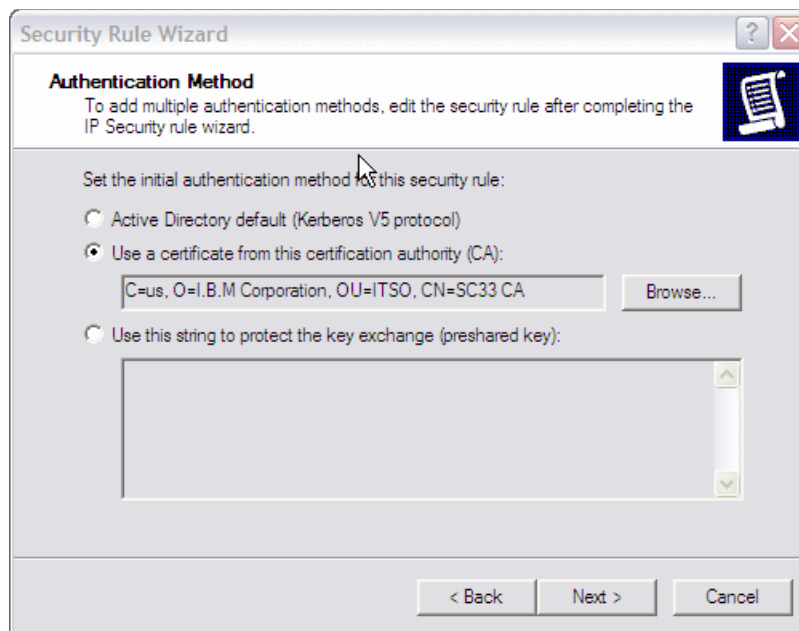 Security Rule Wizard
Authentication Method
To add multiple authentication methods, edit the security rule after completing the
IP Security rule wizard.
Set the initial authentication method for this security rule:
Active Directory default (Kerberos V5 protocol)
Use a certificate from this certification authority (CA):
C=us, O=I.B.M Corporation, OU=ITSO, CN=SC33 CA
Browse...
Use this string to protect the key exchange (preshared key):
< Back
Next >
Cancel